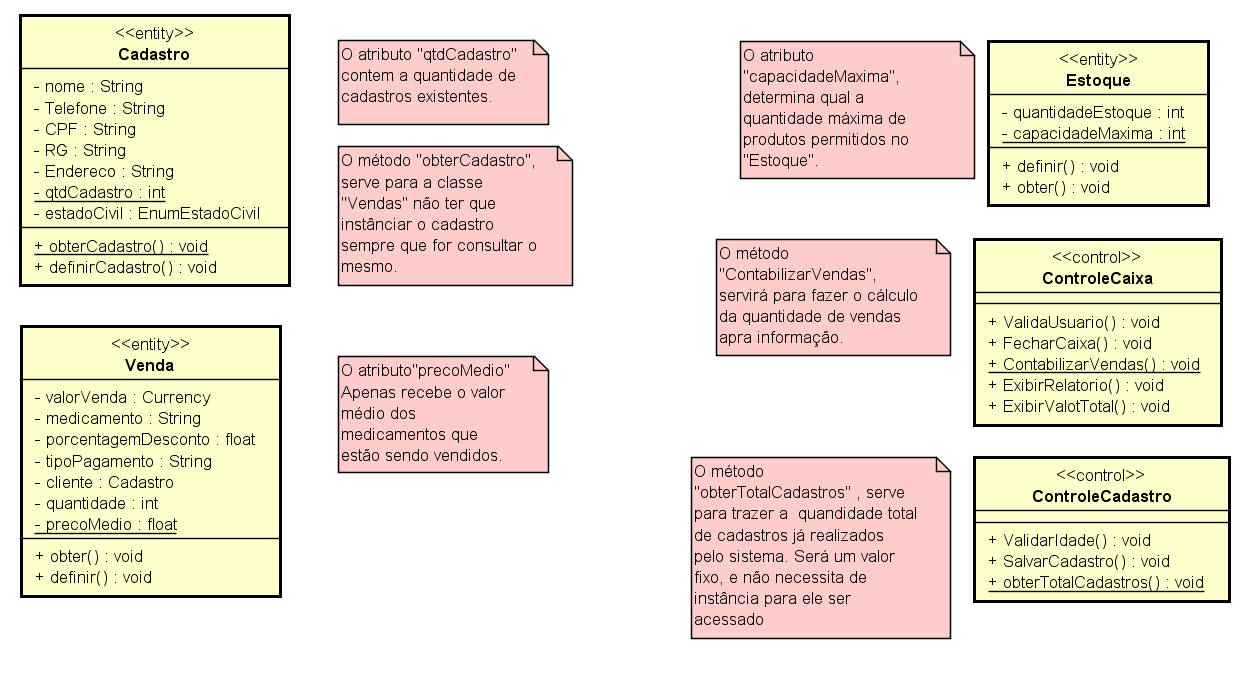 <<entity>>
Cadastro
- nome : String
- Telefone : String
- CPF : String
- RG : String
- Endereco : String
- qtdCadastro : int
- estadoCivil : EnumEstadoCivil
+ obterCadastro() : void
+ definirCadastro() : void
O atributo "qtdCadastro"
contem a quantidade de
cadastros existentes.
O método "obterCadastro",
serve para a classe
"Vendas" não ter que
instânciar o cadastro
sempre que for consultar o
mesmo.
<<entity>>
Venda
- valorVenda : Currency
- medicamento : String
- porcentagemDesconto : float
- tipoPagamento : String
- cliente : Cadastro
- quantidade : int
- precoMedio : float
+ obter() : void
+ definir() : void
O atributo"precoMedio"
Apenas recebe o valor
médio dos
medicamentos que
estão sendo vendidos.
O atributo
"capacidadeMaxima",
determina qual a
quantidade máxima de
produtos permitidos no
"Estoque".
<<entity>>
Estoque
- quantidadeEstoque : int
- capacidadeMaxima : int
+ definir() : void
+ obter() : void
O método
"ContabilizarVendas",
servirá para fazer o cálculo
da quantidade de vendas
apra informação.
<<control>>
ControleCaixa
+ ValidaUsuario() : void
+ FecharCaixa() : void
+ ContabilizarVendas() : void
+ ExibirRelatorio() : void
+ ExibirValotTotal() : void
O método
"obterTotalCadastros" , serve
para trazer a  quandidade total
de cadastros já realizados
pelo sistema. Será um valor
fixo, e não necessita de
instância para ele ser
acessado
<<control>>
ControleCadastro
+ ValidarIdade() : void
+ SalvarCadastro() : void
+ obterTotalCadastros() : void